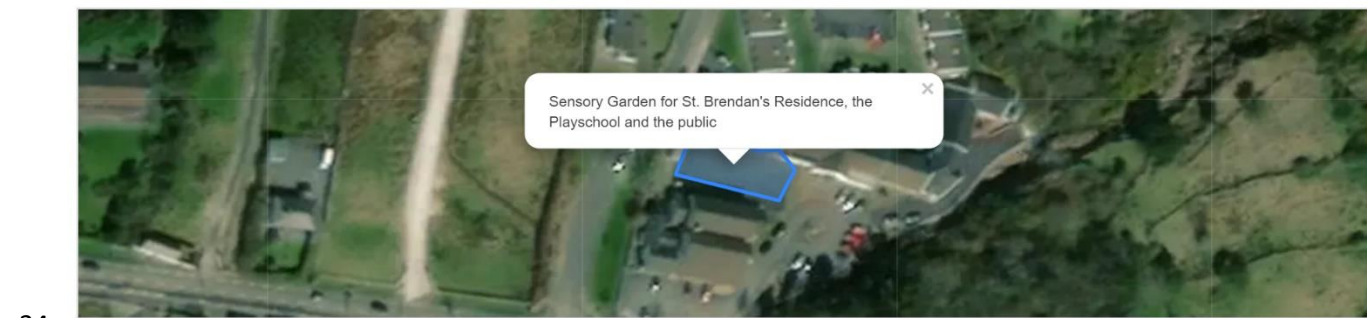 Sensory Garden for St. Brendan's Residence, the
Playschool and the public
×